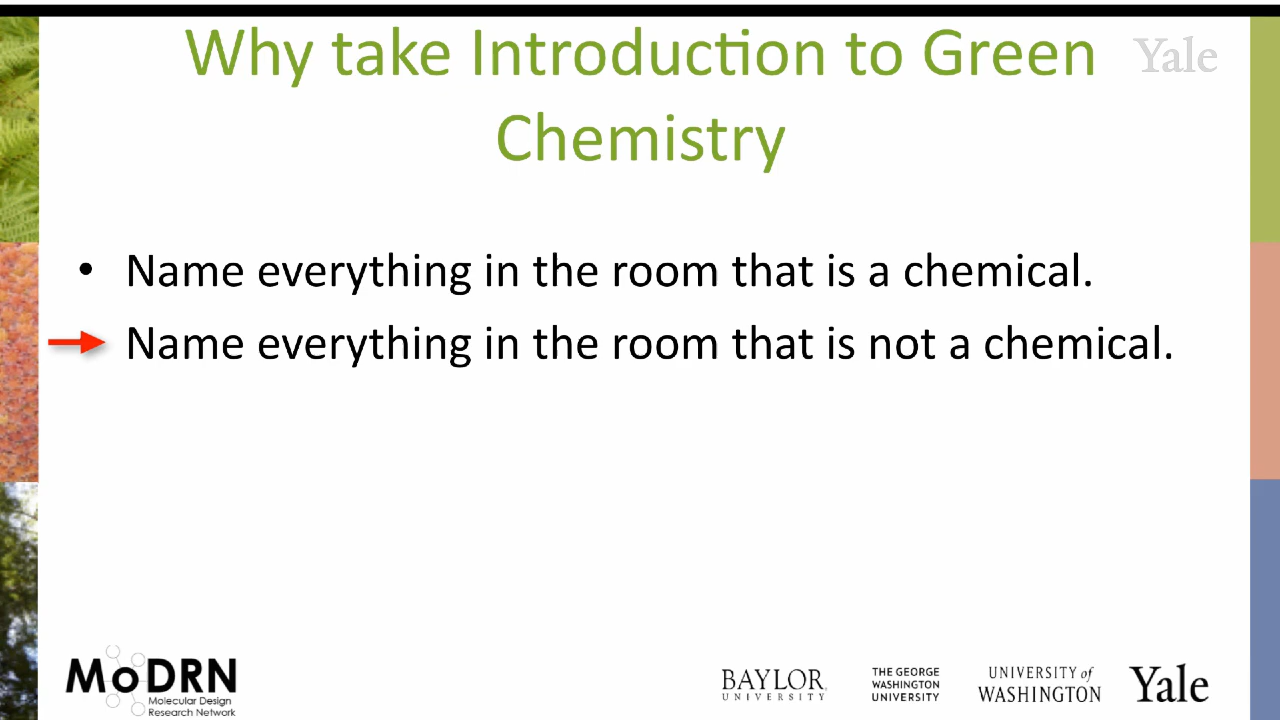 Why take Introduction to Green
Chemistry
Yale
• Name everything in the room that is a chemical.
Name everything in the room that is not a chemical.
MoDRN
Molecular Design
Research Network
BAYLOR
UNIVERSITY
THE GEORGE
WASHINGTON
UNIVERSITY
UNIVERSITY of
WASHINGTON
Yale